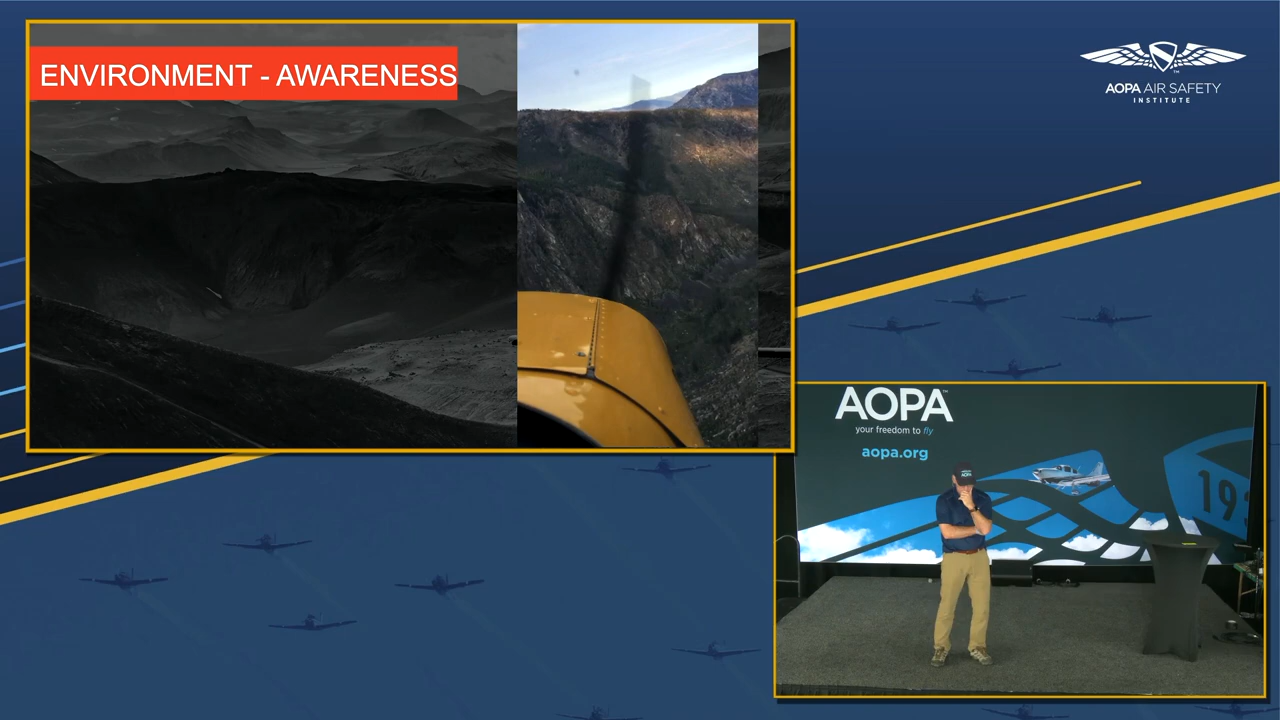 ENVIRONMENT - AWARENESS
AOPA AIR SAFETY
INSTITUTE
AOPA
your freedom to fly
aopa.org
AOPA